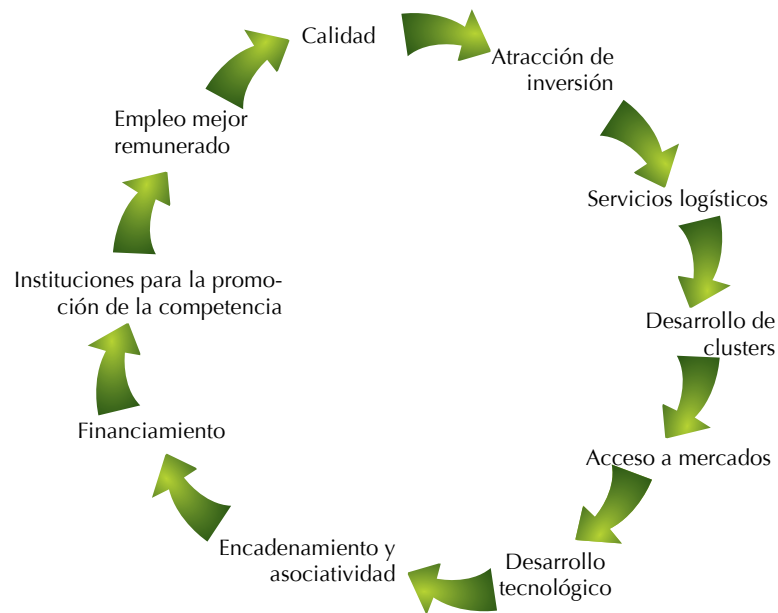 Calidad
Atracción de
inversión
Servicios logísticos
Desarrollo de
clusters
Acceso a mercados
Desarrollo
tecnológico
Encadenamiento y
asociatividad
Financiamiento
Instituciones para la promo-
ción de la competencia
Empleo mejor
remunerado